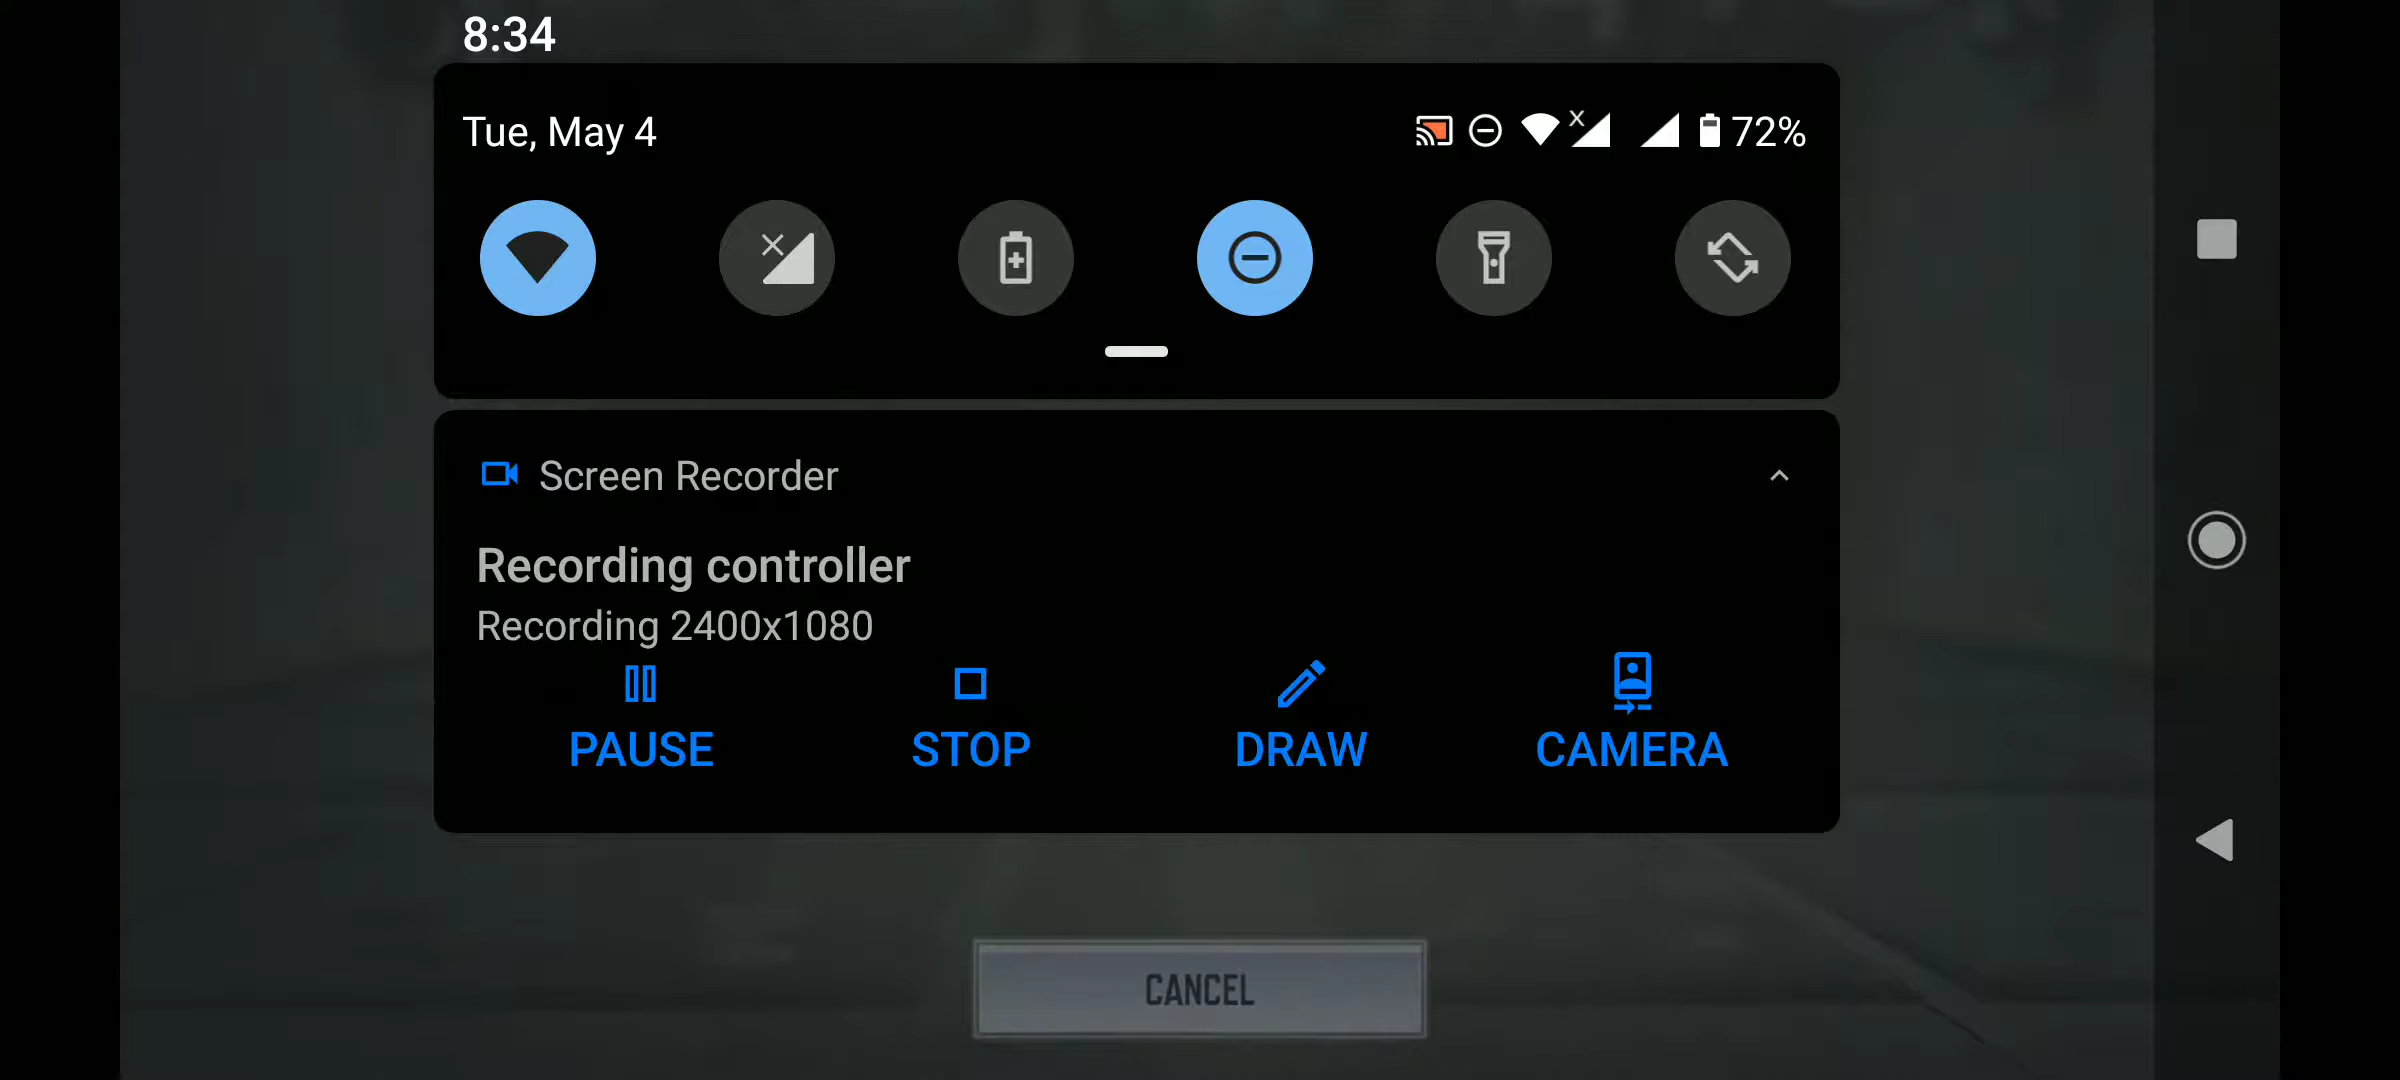 8:34
Tue, May 4
72%
Screen Recorder
Recording controller
Recording 2400x1080
PAUSE STOP DRAW CAMERA
CANCEL